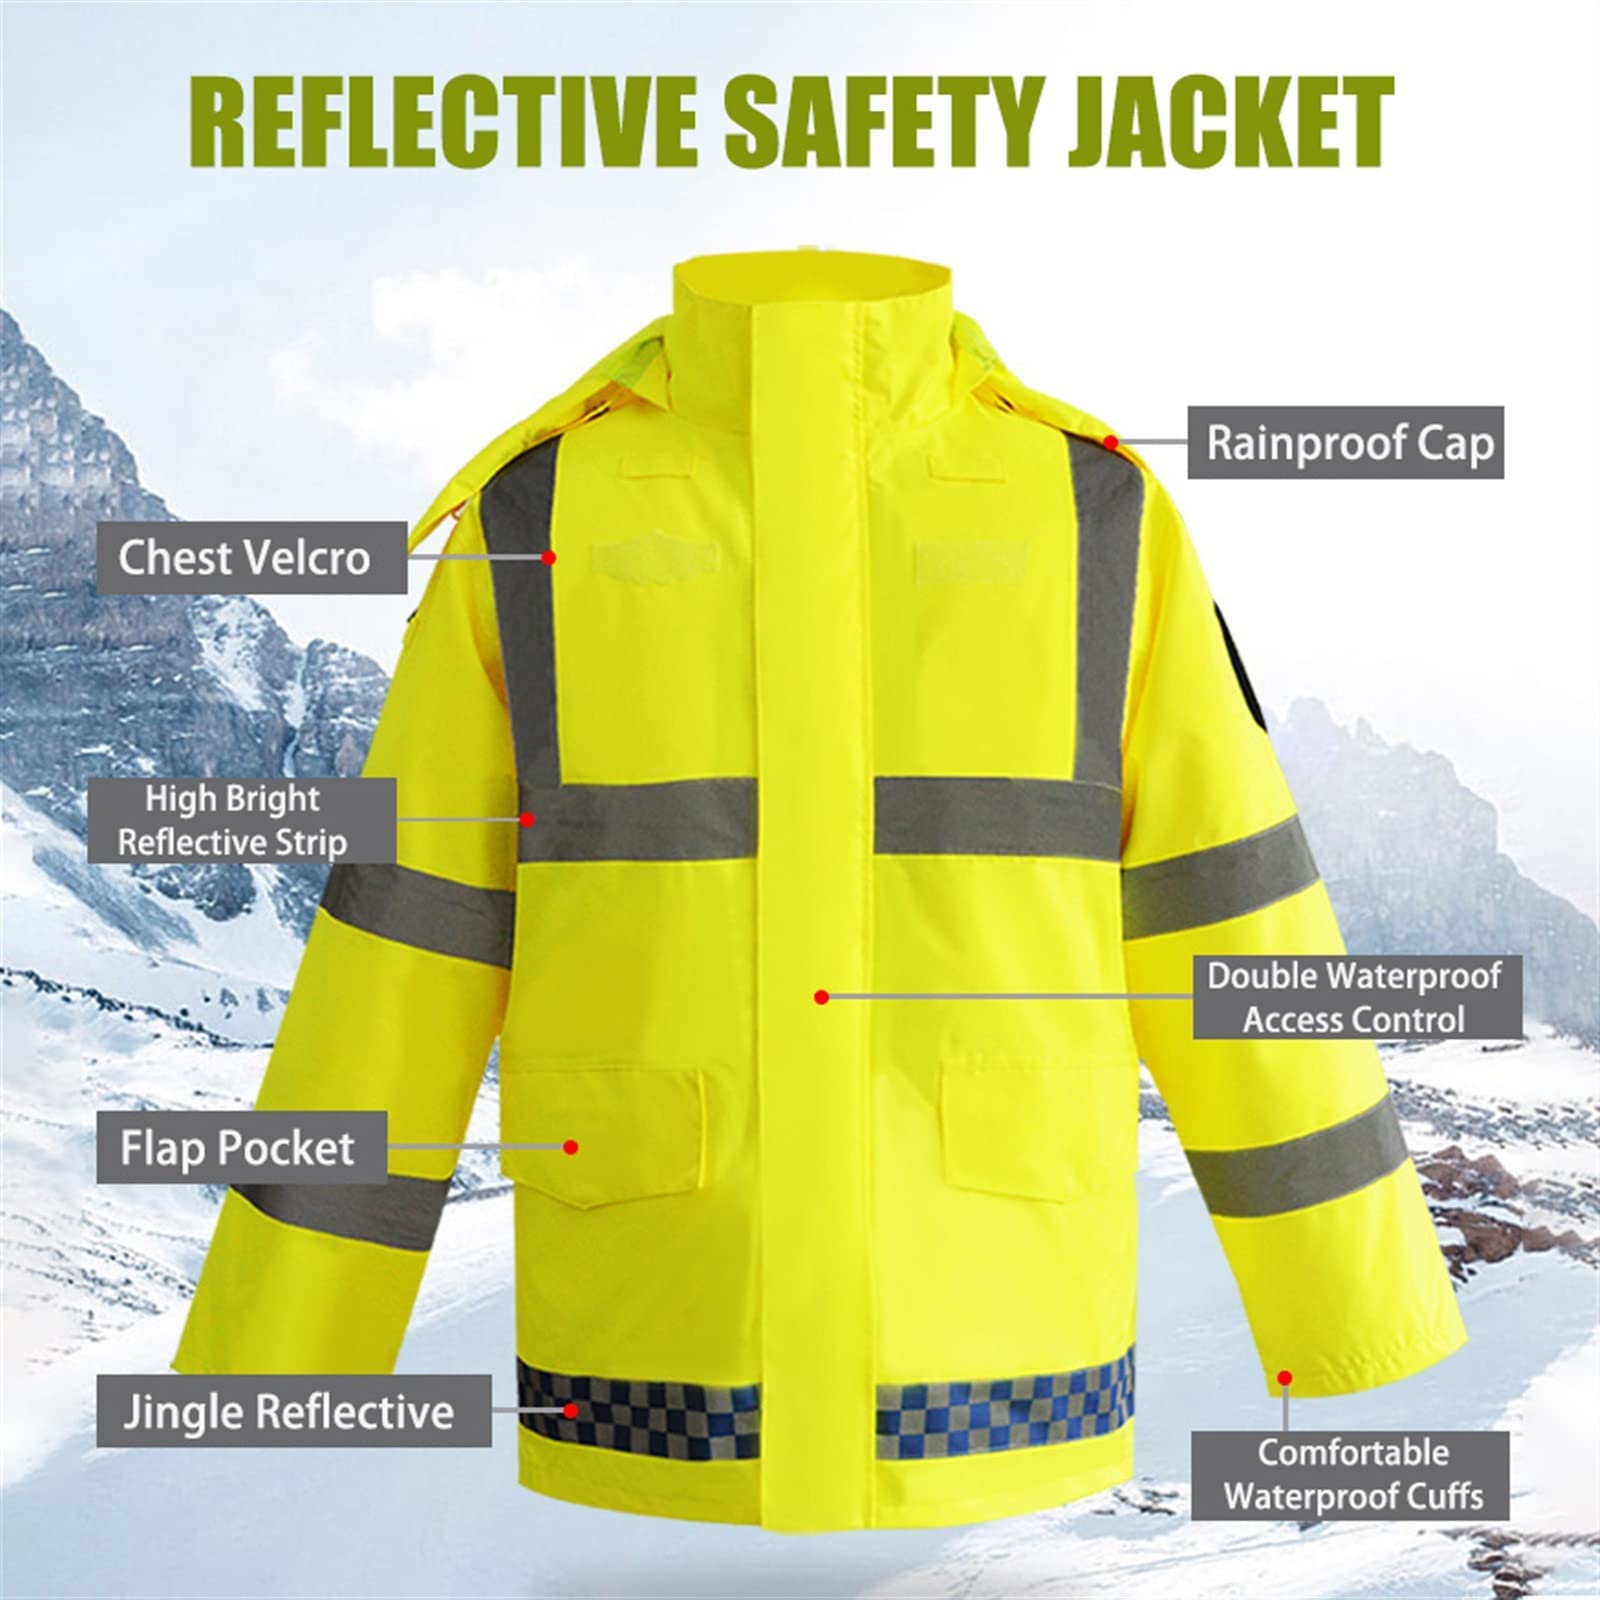 REFLECTIVE SAFETY JACKET
Rainproof Cap
Chest Velcro
High Bright
Reflective Strip
Double Waterproof
Access Control
Flap Pocket
Jingle Reflective
Comfortable
Waterproof Cuffs